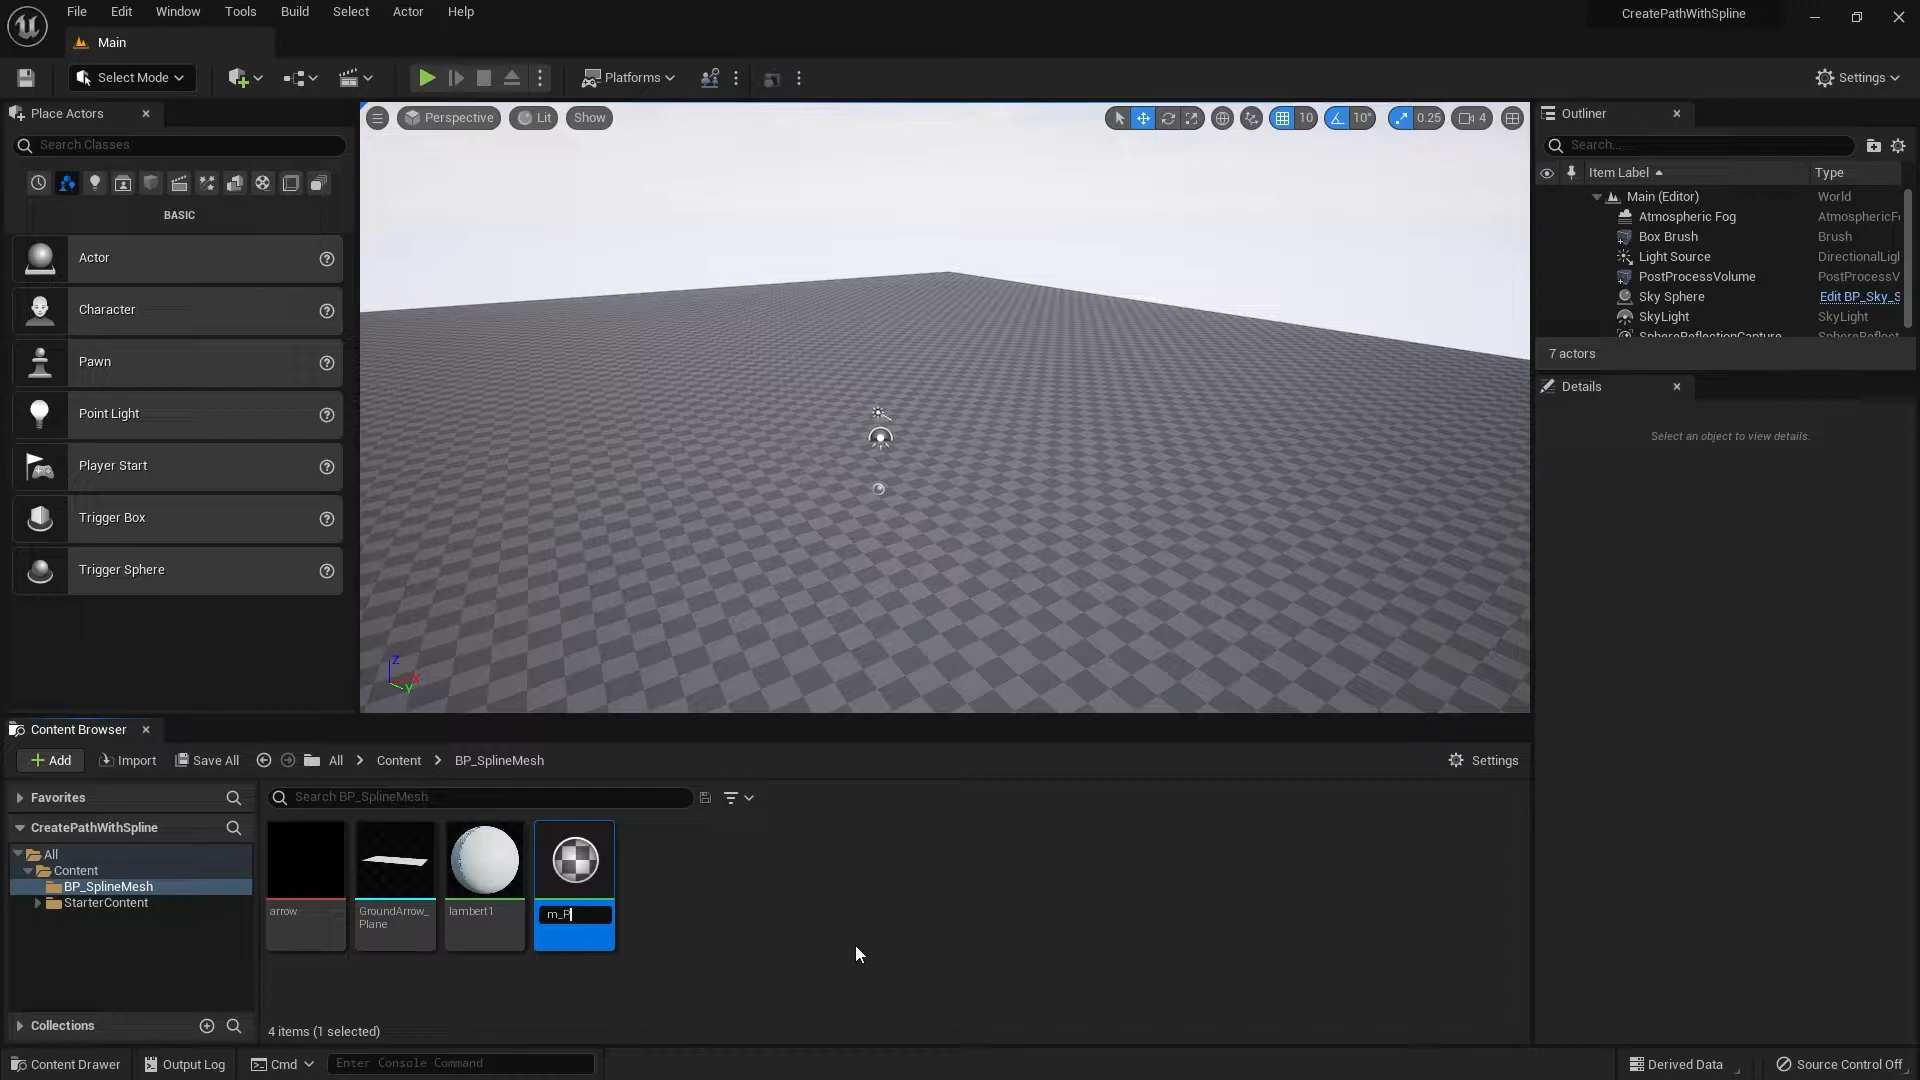 File Edit Window Tools Build Select Actor Help
CreatePathWithSpline
Main
Select Mode
Platforms
Settings
Place Actors
Search Classes
BASIC
Actor
Character
Pawn
Point Light
Player Start
Trigger Box
Trigger Sphere
Perspective
Lit
Show
10
10°
0.25
4
Z
X
Y
Outliner
Search...
Item Label Type
Main (Editor) World
Atmospheric Fog AtmosphericF
Box Brush Brush
Light Source DirectionalLigl
PostProcessVolume PostProcessV
Sky Sphere Edit BP_Sky_S
SkyLight SkyLight
SphereReflectionCapture SphereReflect
7 actors
Details
Select an object to view details.
Content Browser
Add Import Save All All Content BP_SplineMesh Settings
Favorites
CreatePathWithSpline
All
Content
BP_SplineMesh
StarterContent
Collections
Search BP_SplineMesh
arrow
GroundArrow_
Plane
lambert1
m_P
4 items (1 selected)
Content Drawer Output Log Cmd Enter Console Command Derived Data Source Control Off